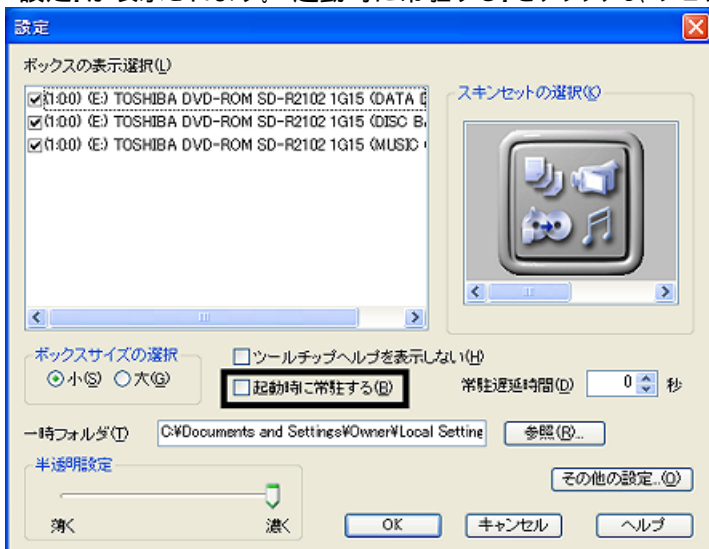 設定
ボックスの表示選択(L)
(1:0:0) (E:) TOSHIBA DVD-ROM SD-R2102 1G15 (DATA
(1:0:0) (E:) TOSHIBA DVD-ROM SD-R2102 1G15 (DISC
(1:0:0) (E:) TOSHIBA DVD-ROM SD-R2102 1G15 (MUSIC
スキンセットの選択(K)
ボックスサイズの選択
小(S) 大(G)
ツールチップヘルプを表示しない(H)
起動時に常駐する(B)
常駐遅延時間(D) 0 秒
一時フォルダ(T) C:¥Documents and Settings¥Owner¥Local Setting 参照(R)...
半透明設定
薄く 濃く
その他の設定..(O)
OK キャンセル ヘルプ